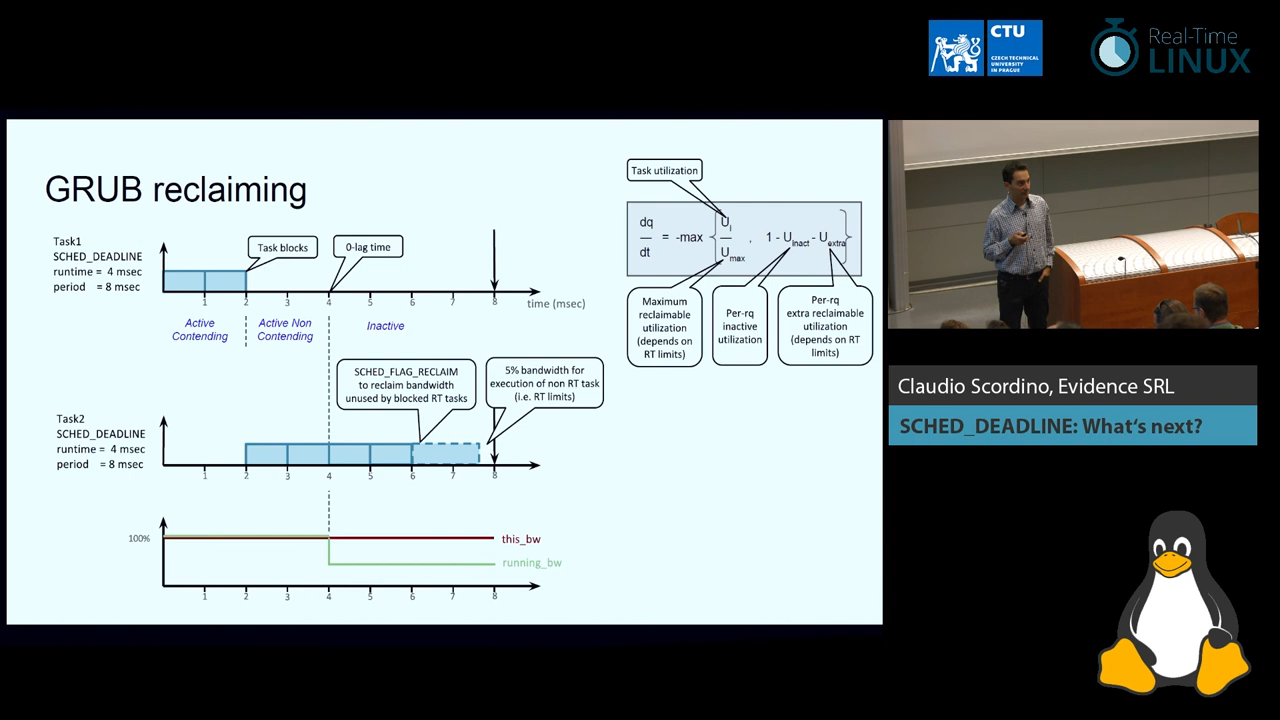 CTU
CZECH TECHNICAL
UNIVERSITY
IN PRAGUE
Real-Time
LINUX
GRUB reclaiming
Task1
SCHED_DEADLINE
runtime = 4 msec
period = 8 msec
Task blocks
0-lag time
1 2 3 4 5 6 7 8
time (msec)
Active
Contending
Active Non
Contending
Inactive
Task utilization
dq
dt
= -max
{
Ui
Umax
,
1 - Uinact - Uextra
}
Maximum
reclaimable
utilization
(depends on
RT limits)
Per-rq
inactive
utilization
Per-rq
extra reclaimable
utilization
(depends on RT
limits)
SCHED_FLAG_RECLAIM
to reclaim bandwidth
unused by blocked RT tasks
5% bandwidth for
execution of non RT task
(i.e. RT limits)
Task2
SCHED_DEADLINE
runtime = 4 msec
period = 8 msec
1 2 3 4 5 6 7 8
100%
this_bw
running_bw
1 2 3 4 5 6 7 8
Claudio Scordino, Evidence SRL
SCHED_DEADLINE: What's next?